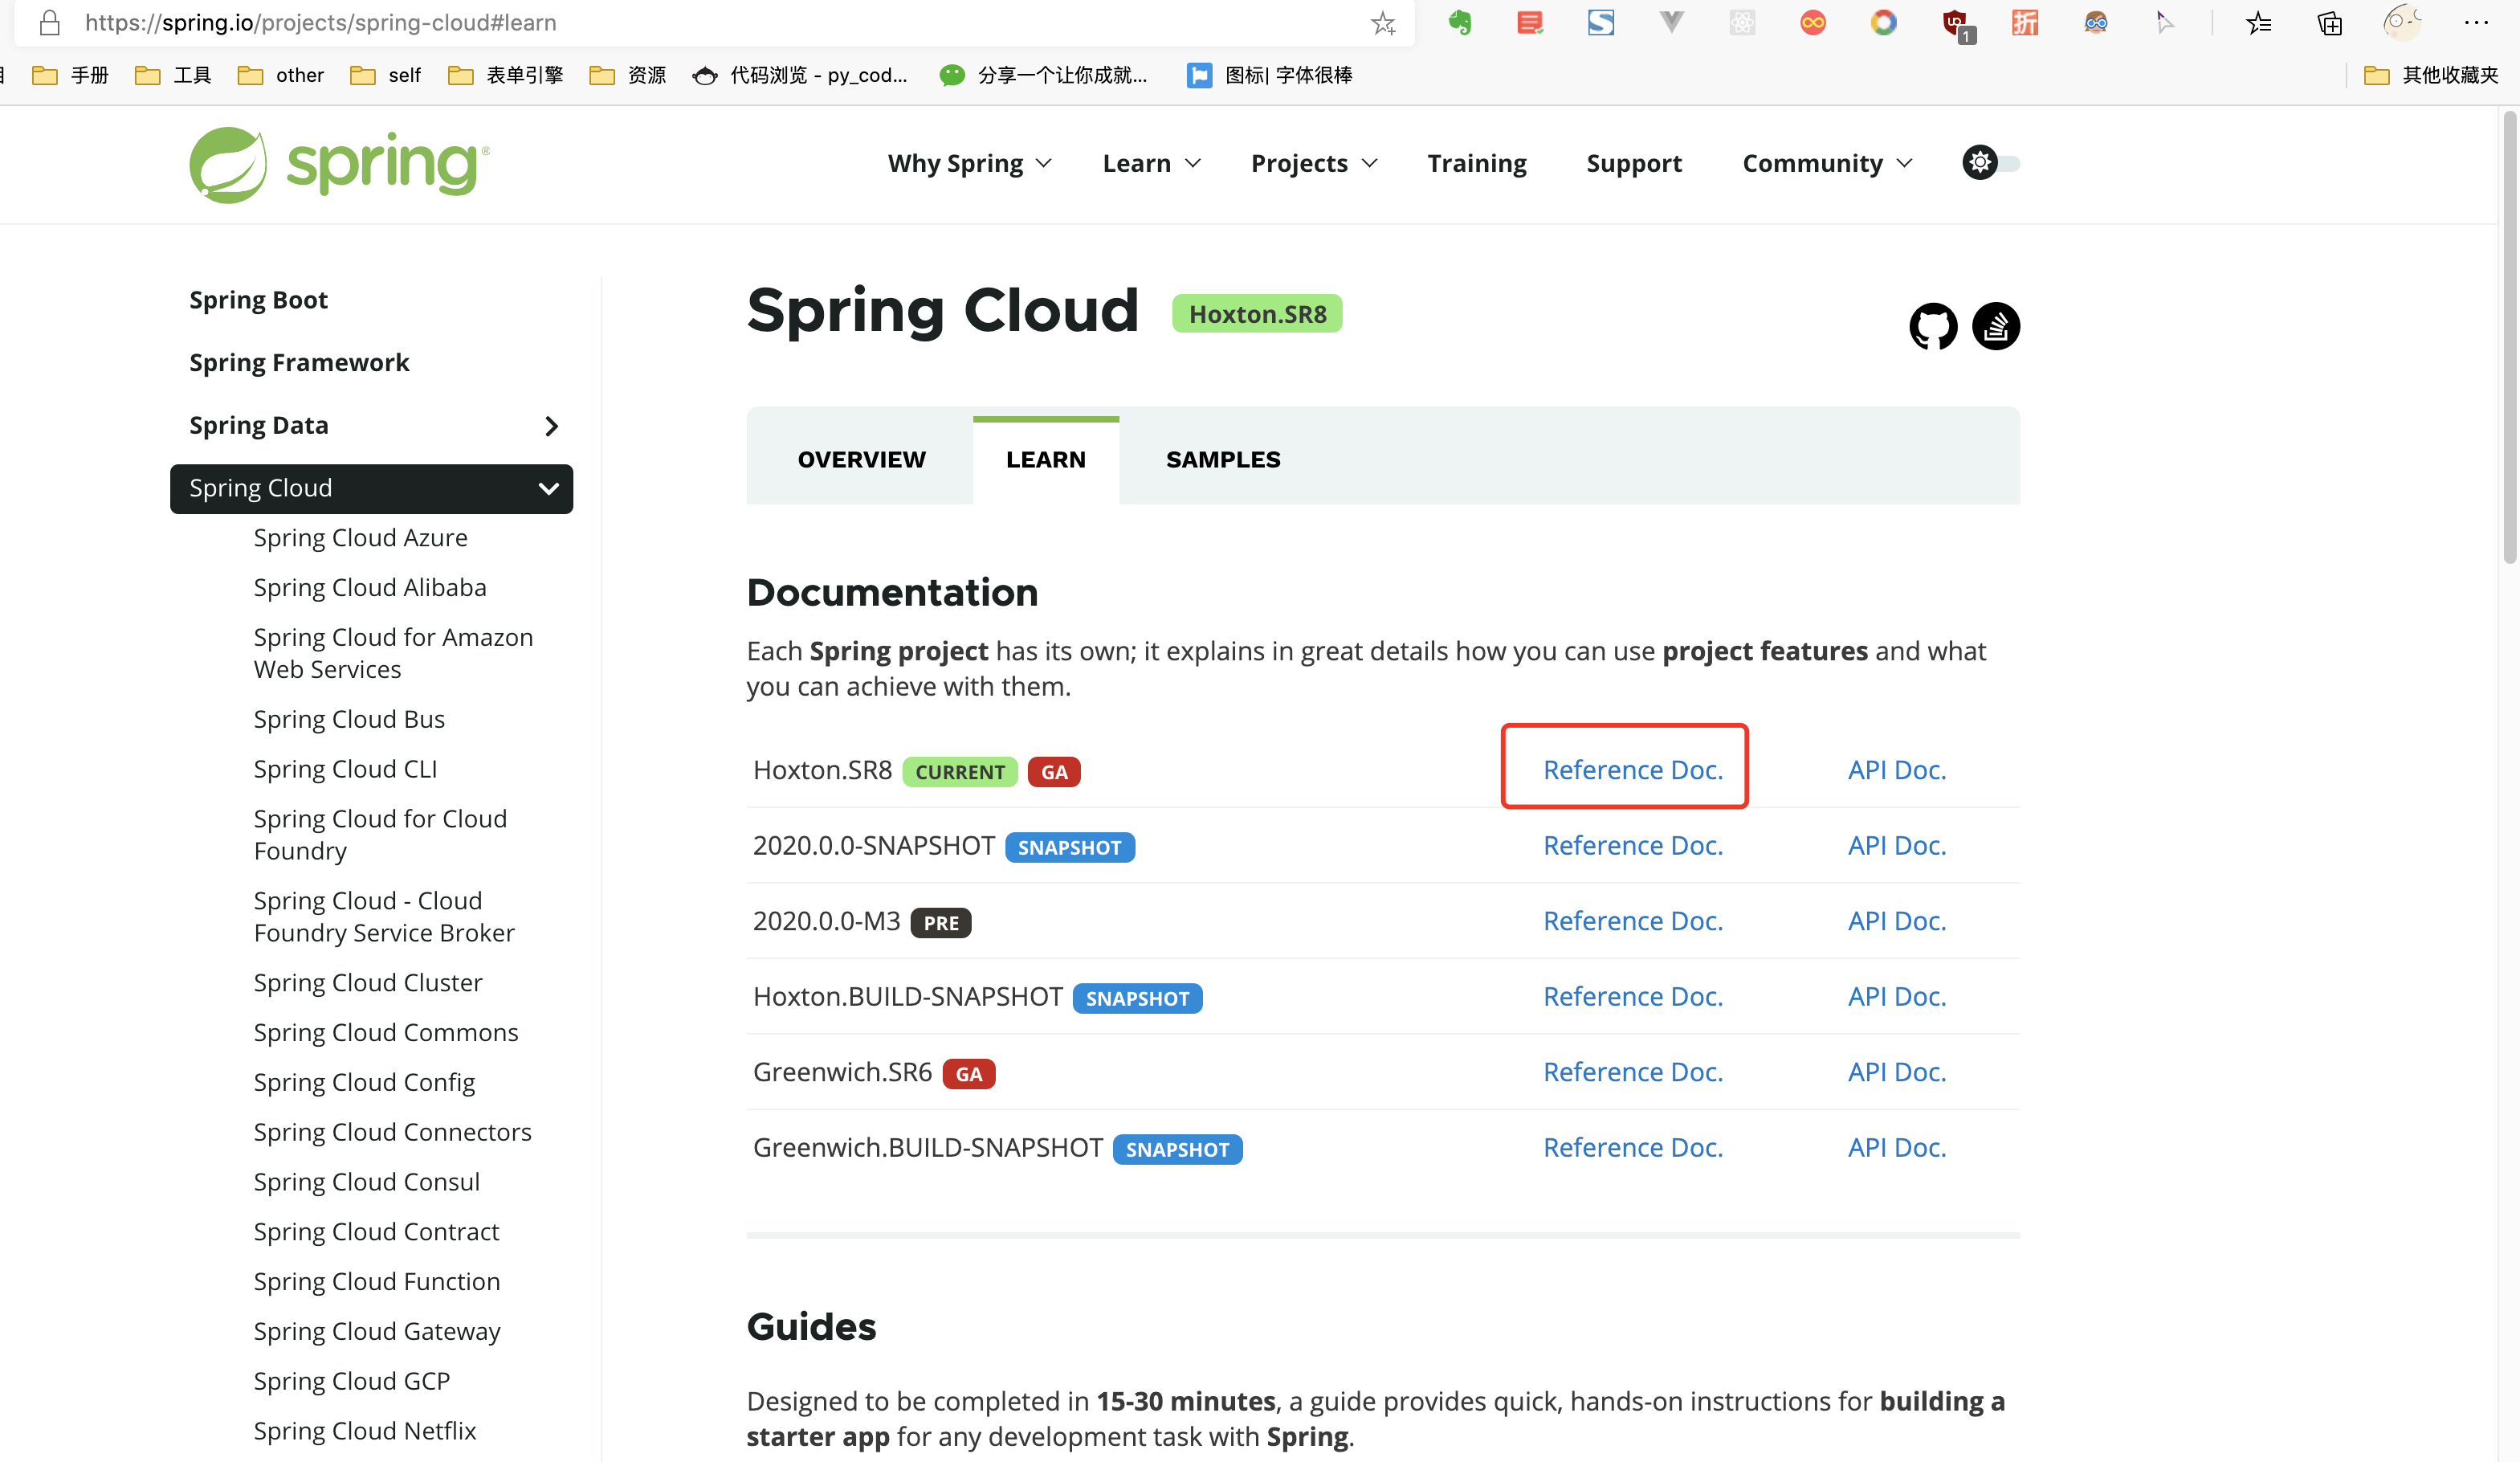 https://spring.io/projects/spring-cloud#learn
1
手册
工具
other
self
表单引擎
资源
代码浏览 - py_cod...
分享一个让你成就...
图标| 字体很棒
其他收藏夹
spring®
Why Spring
Learn
Projects
Training
Support
Community
Spring Boot
Spring Framework
Spring Data
Spring Cloud
Spring Cloud Azure
Spring Cloud Alibaba
Spring Cloud for Amazon
Web Services
Spring Cloud Bus
Spring Cloud CLI
Spring Cloud for Cloud
Foundry
Spring Cloud - Cloud
Foundry Service Broker
Spring Cloud Cluster
Spring Cloud Commons
Spring Cloud Config
Spring Cloud Connectors
Spring Cloud Consul
Spring Cloud Contract
Spring Cloud Function
Spring Cloud Gateway
Spring Cloud GCP
Spring Cloud Netflix
Spring Cloud Hoxton.SR8
OVERVIEW
LEARN
SAMPLES
Documentation
Each Spring project has its own; it explains in great details how you can use project features and what
you can achieve with them.
Hoxton.SR8 CURRENT GA Reference Doc. API Doc.
2020.0.0-SNAPSHOT SNAPSHOT Reference Doc. API Doc.
2020.0.0-M3 PRE Reference Doc. API Doc.
Hoxton.BUILD-SNAPSHOT SNAPSHOT Reference Doc. API Doc.
Greenwich.SR6 GA Reference Doc. API Doc.
Greenwich.BUILD-SNAPSHOT SNAPSHOT Reference Doc. API Doc.
Guides
Designed to be completed in 15-30 minutes, a guide provides quick, hands-on instructions for building a
starter app for any development task with Spring.